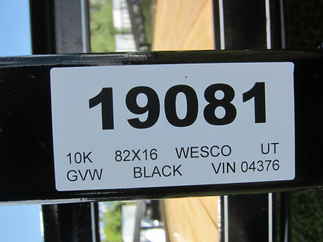 19081
10K 82X16 WESCO UT
GVW BLACK VIN 04376